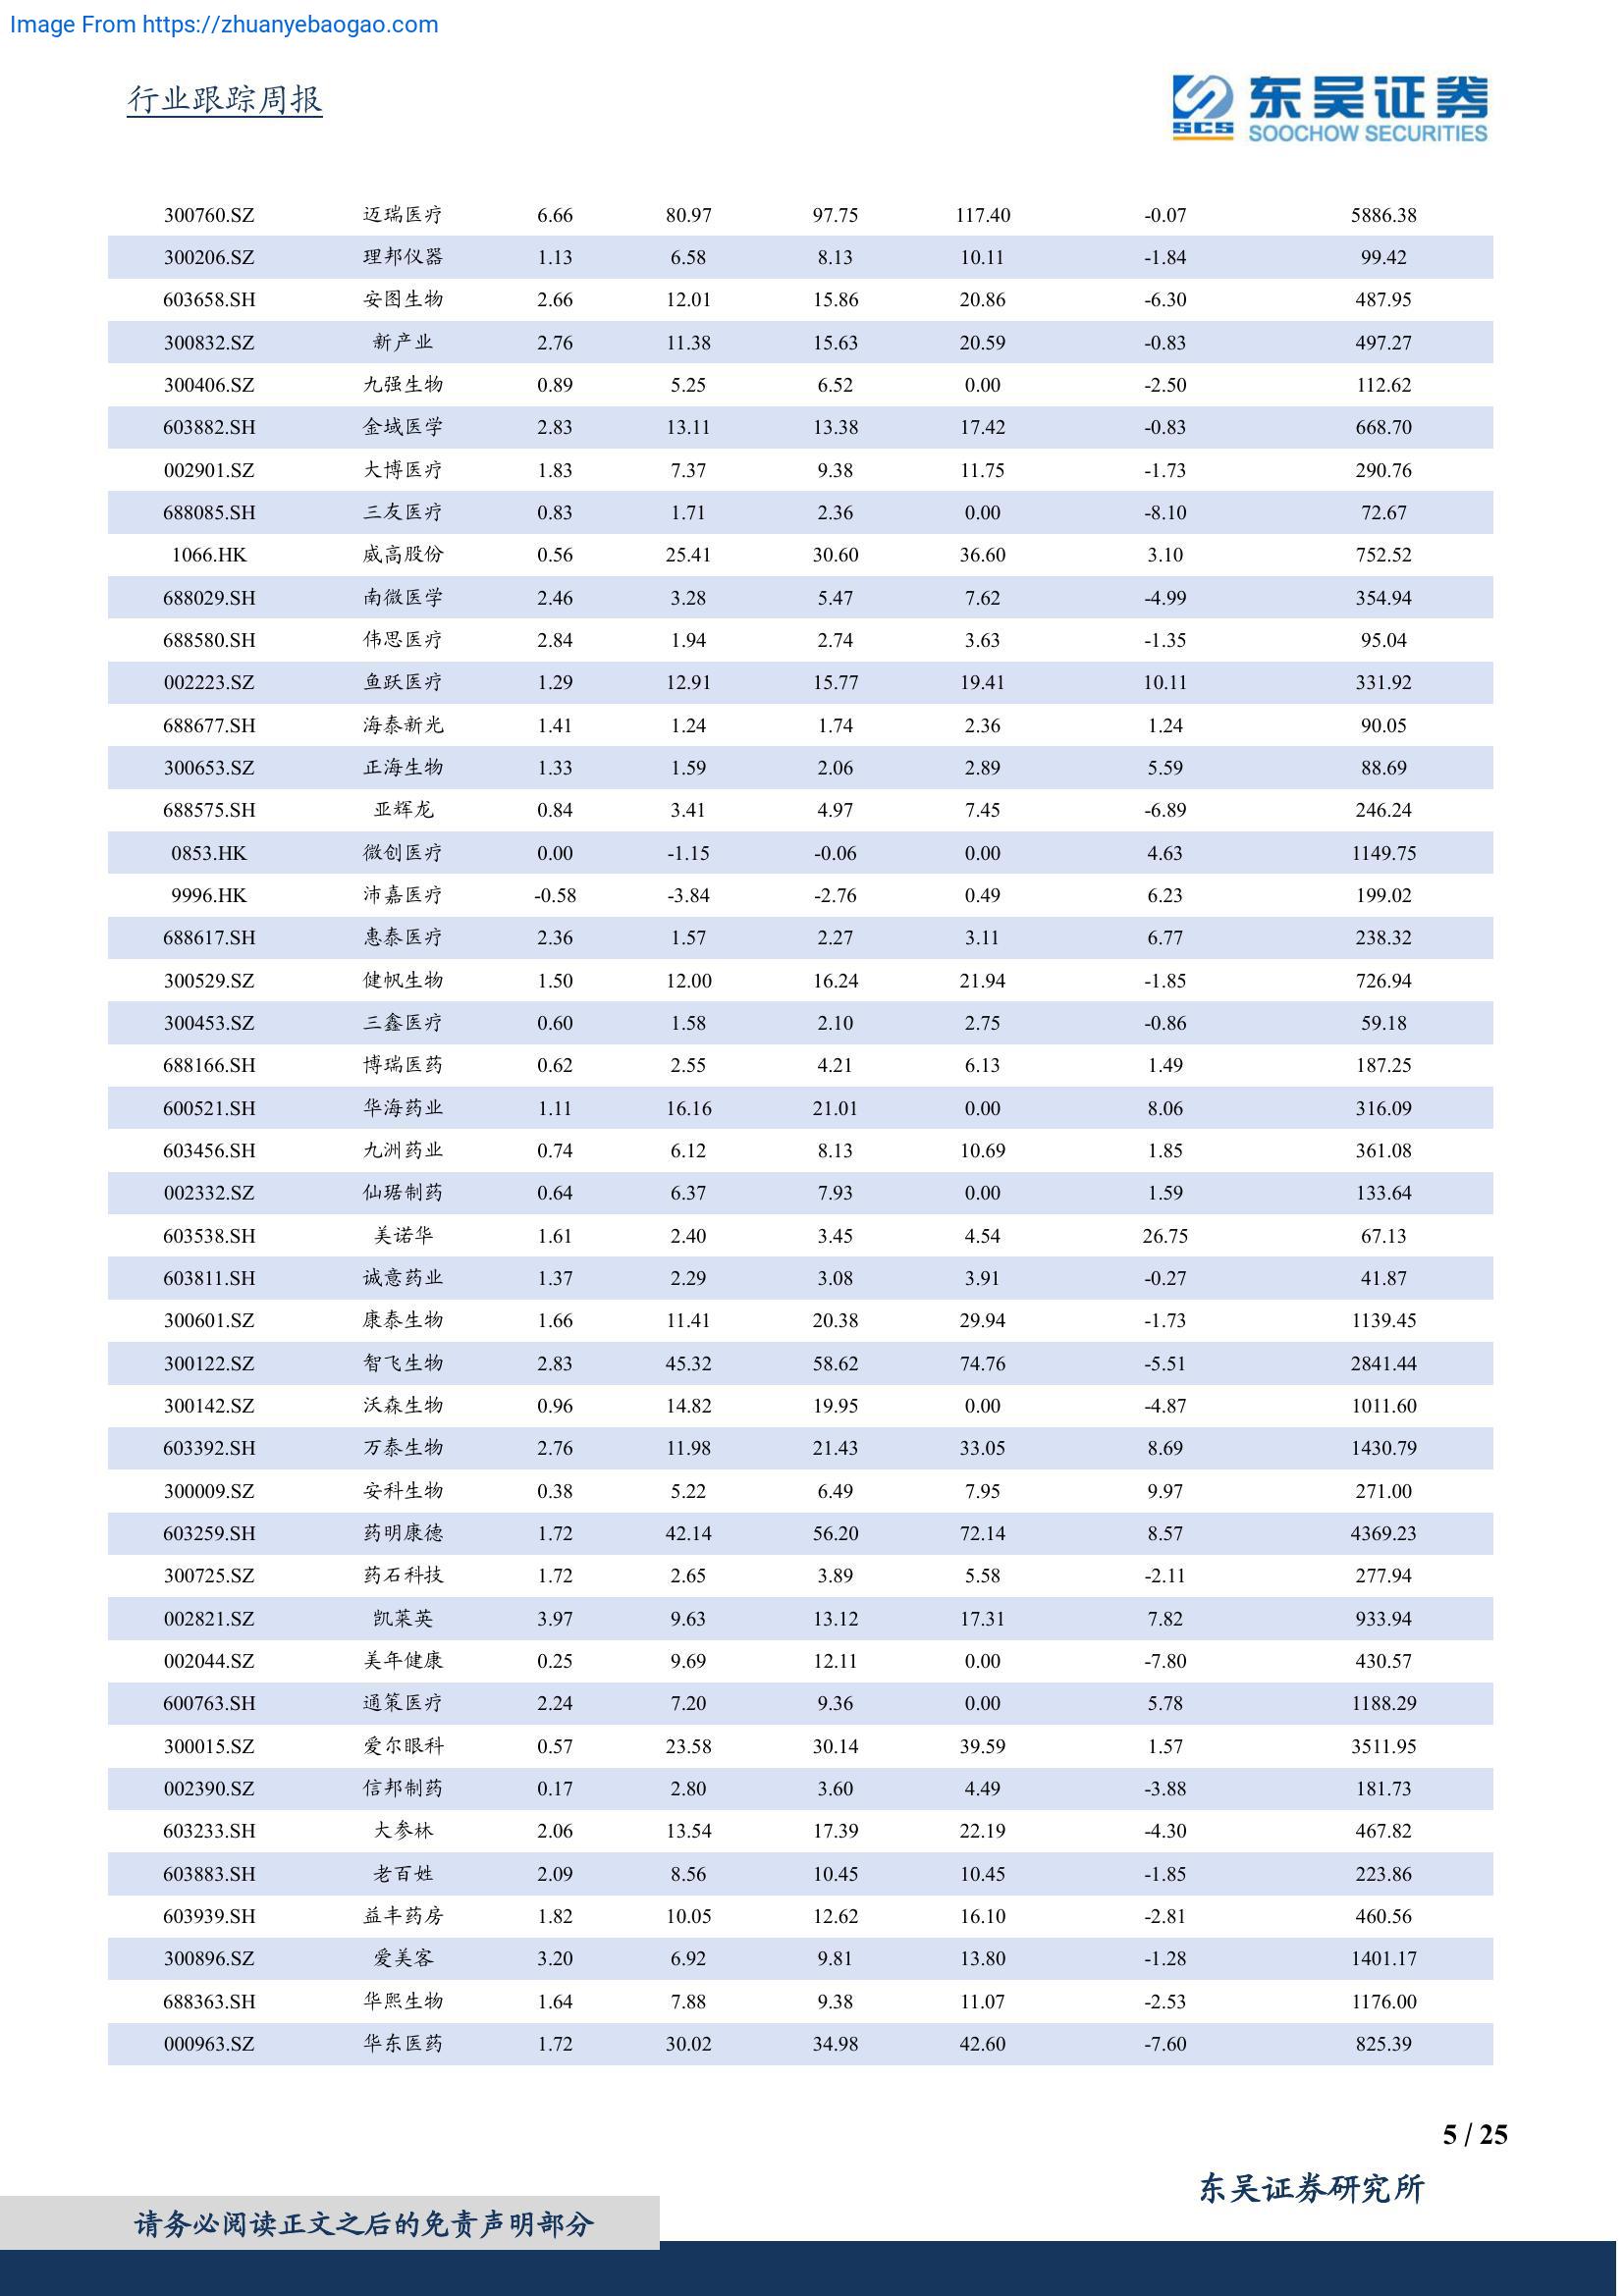 Image From https://zhuanyebaogao.com
行业跟踪周报
东吴证券
SCS
SOOCHOW SECURITIES
300760.SZ 迈瑞医疗 6.66 80.97 97.75 117.40 -0.07 5886.38
300206.SZ 理邦仪器 1.13 6.58 8.13 10.11 -1.84 99.42
603658.SH 安图生物 2.66 12.01 15.86 20.86 -6.30 487.95
300832.SZ 新产业 2.76 11.38 15.63 20.59 -0.83 497.27
300406.SZ 九强生物 0.89 5.25 6.52 0.00 -2.50 112.62
603882.SH 金域医学 2.83 13.11 13.38 17.42 -0.83 668.70
002901.SZ 大博医疗 1.83 7.37 9.38 11.75 -1.73 290.76
688085.SH 三友医疗 0.83 1.71 2.36 0.00 -8.10 72.67
1066.HK 威高股份 0.56 25.41 30.60 36.60 3.10 752.52
688029.SH 南微医学 2.46 3.28 5.47 7.62 -4.99 354.94
688580.SH 伟思医疗 2.84 1.94 2.74 3.63 -1.35 95.04
002223.SZ 鱼跃医疗 1.29 12.91 15.77 19.41 10.11 331.92
688677.SH 海泰新光 1.41 1.24 1.74 2.36 1.24 90.05
300653.SZ 正海生物 1.33 1.59 2.06 2.89 5.59 88.69
688575.SH 亚辉龙 0.84 3.41 4.97 7.45 -6.89 246.24
0853.HK 微创医疗 0.00 -1.15 -0.06 0.00 4.63 1149.75
9996.HK 沛嘉医疗 -0.58 -3.84 -2.76 0.49 6.23 199.02
688617.SH 惠泰医疗 2.36 1.57 2.27 3.11 6.77 238.32
300529.SZ 健帆生物 1.50 12.00 16.24 21.94 -1.85 726.94
300453.SZ 三鑫医疗 0.60 1.58 2.10 2.75 -0.86 59.18
688166.SH 博瑞医药 0.62 2.55 4.21 6.13 1.49 187.25
600521.SH 华海药业 1.11 16.16 21.01 0.00 8.06 316.09
603456.SH 九洲药业 0.74 6.12 8.13 10.69 1.85 361.08
002332.SZ 仙琚制药 0.64 6.37 7.93 0.00 1.59 133.64
603538.SH 美诺华 1.61 2.40 3.45 4.54 26.75 67.13
603811.SH 诚意药业 1.37 2.29 3.08 3.91 -0.27 41.87
300601.SZ 康泰生物 1.66 11.41 20.38 29.94 -1.73 1139.45
300122.SZ 智飞生物 2.83 45.32 58.62 74.76 -5.51 2841.44
300142.SZ 沃森生物 0.96 14.82 19.95 0.00 -4.87 1011.60
603392.SH 万泰生物 2.76 11.98 21.43 33.05 8.69 1430.79
300009.SZ 安科生物 0.38 5.22 6.49 7.95 9.97 271.00
603259.SH 药明康德 1.72 42.14 56.20 72.14 8.57 4369.23
300725.SZ 药石科技 1.72 2.65 3.89 5.58 -2.11 277.94
002821.SZ 凯莱英 3.97 9.63 13.12 17.31 7.82 933.94
002044.SZ 美年健康 0.25 9.69 12.11 0.00 -7.80 430.57
600763.SH 通策医疗 2.24 7.20 9.36 0.00 5.78 1188.29
300015.SZ 爱尔眼科 0.57 23.58 30.14 39.59 1.57 3511.95
002390.SZ 信邦制药 0.17 2.80 3.60 4.49 -3.88 181.73
603233.SH 大参林 2.06 13.54 17.39 22.19 -4.30 467.82
603883.SH 老百姓 2.09 8.56 10.45 10.45 -1.85 223.86
603939.SH 益丰药房 1.82 10.05 12.62 16.10 -2.81 460.56
300896.SZ 爱美客 3.20 6.92 9.81 13.80 -1.28 1401.17
688363.SH 华熙生物 1.64 7.88 9.38 11.07 -2.53 1176.00
000963.SZ 华东医药 1.72 30.02 34.98 42.60 -7.60 825.39
5 / 25
东吴证券研究所
请务必阅读正文之后的免责声明部分